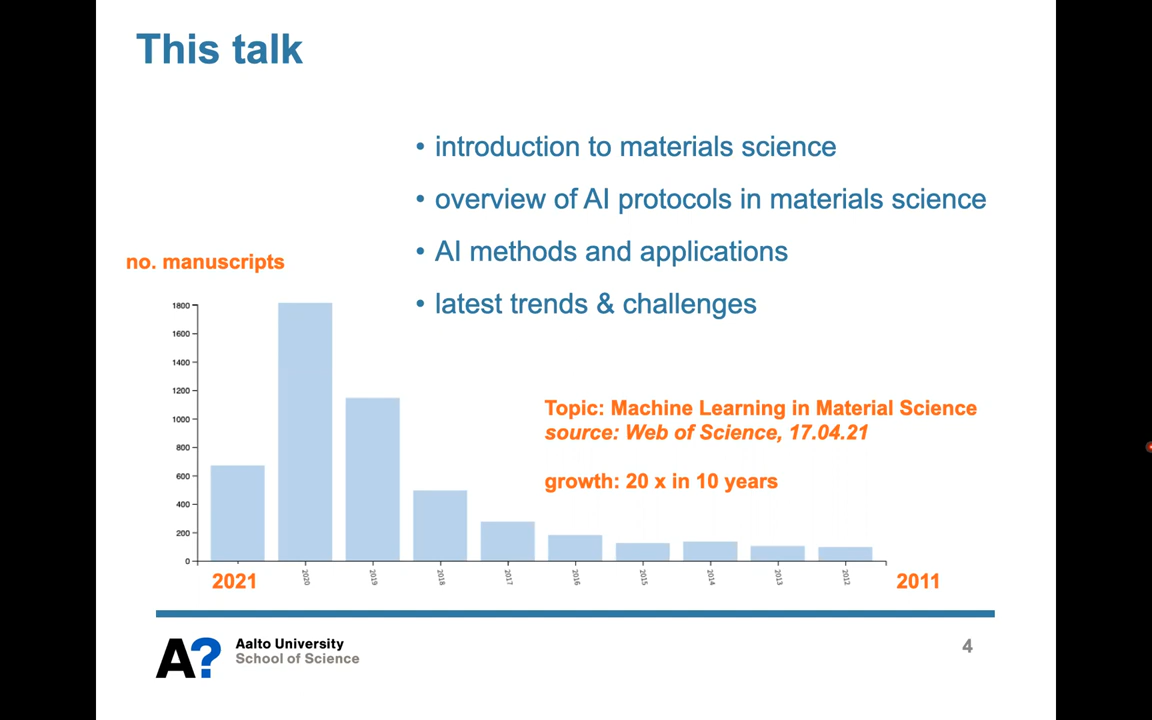 This talk
• introduction to materials science
• overview of AI protocols in materials science
• AI methods and applications
• latest trends & challenges
no. manuscripts
1800
1600
1400
1200
1000
800
600
400
200
0
2021
2020
2019
2018
2017
2016
2015
2014
2013
2012
2011
Topic: Machine Learning in Material Science
source: Web of Science, 17.04.21
growth: 20 x in 10 years
A?
Aalto University
School of Science
4